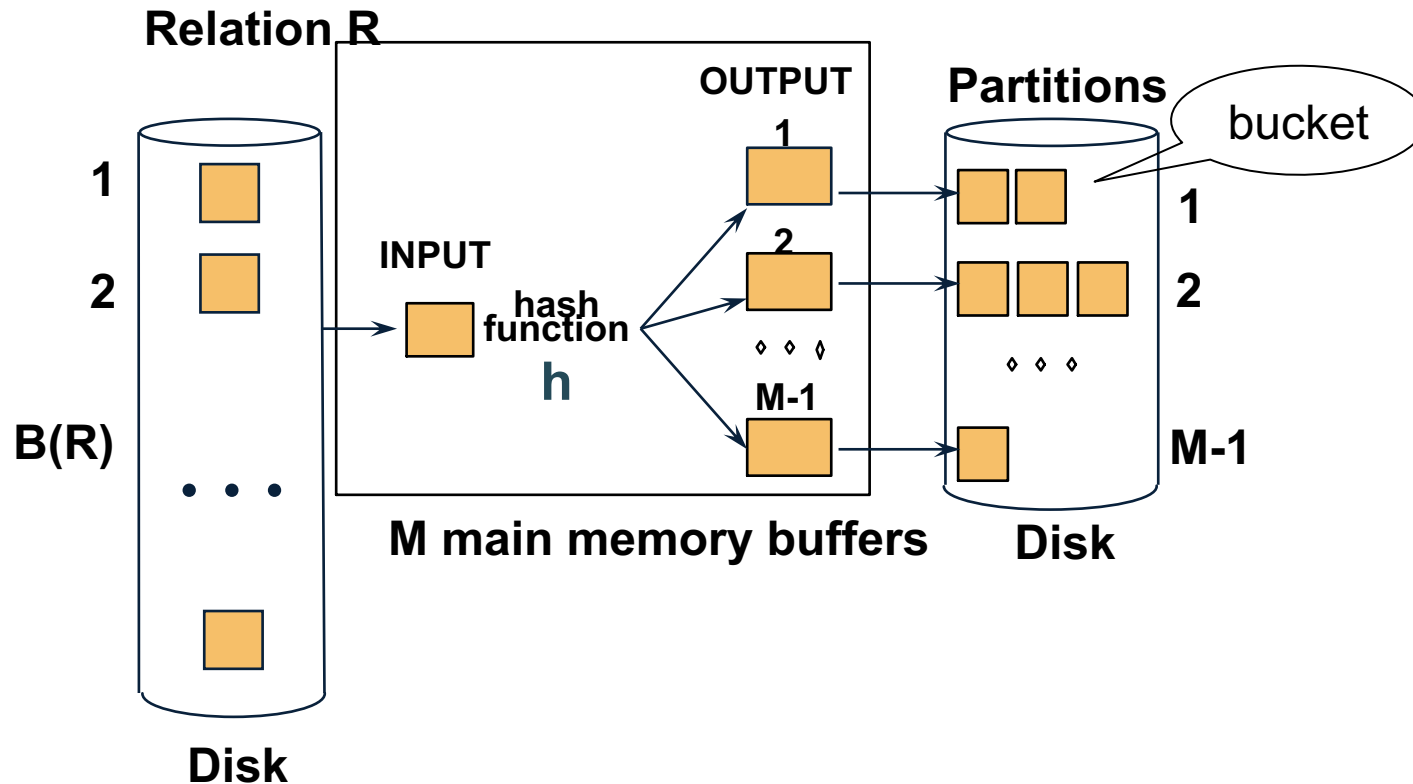 Relation R
1
2
B(R)
• • •
Disk
INPUT
hash
function
h
OUTPUT
1
2
M-1
M main memory buffers
Partitions
bucket
1
2
M-1
Disk